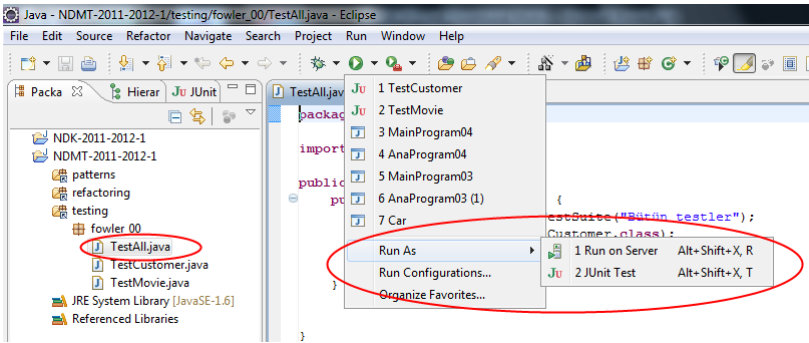 Java - NDMT-2011-2012-1/testing/fowler_00/TestAll.java - Eclipse
File Edit Source Refactor Navigate Search Project Run Window Help
Packa Hierar JUnit
NDK-2011-2012-1
NDMT-2011-2012-1
patterns
refactoring
testing
fowler_00
TestAll.java
TestCustomer.java
TestMovie.java
JRE System Library [JavaSE-1.6]
Referenced Libraries
TestAll.jav
packag
import
public
pu
{
estSuite("Bütün testler");
Customer.class);
}
}
1 TestCustomer
2 TestMovie
3 MainProgram04
4 AnaProgram04
5 MainProgram03
6 AnaProgram03 (1)
7 Car
Run As
Run Configurations...
Organize Favorites...
1 Run on Server Alt+Shift+X, R
2 JUnit Test Alt+Shift+X, T